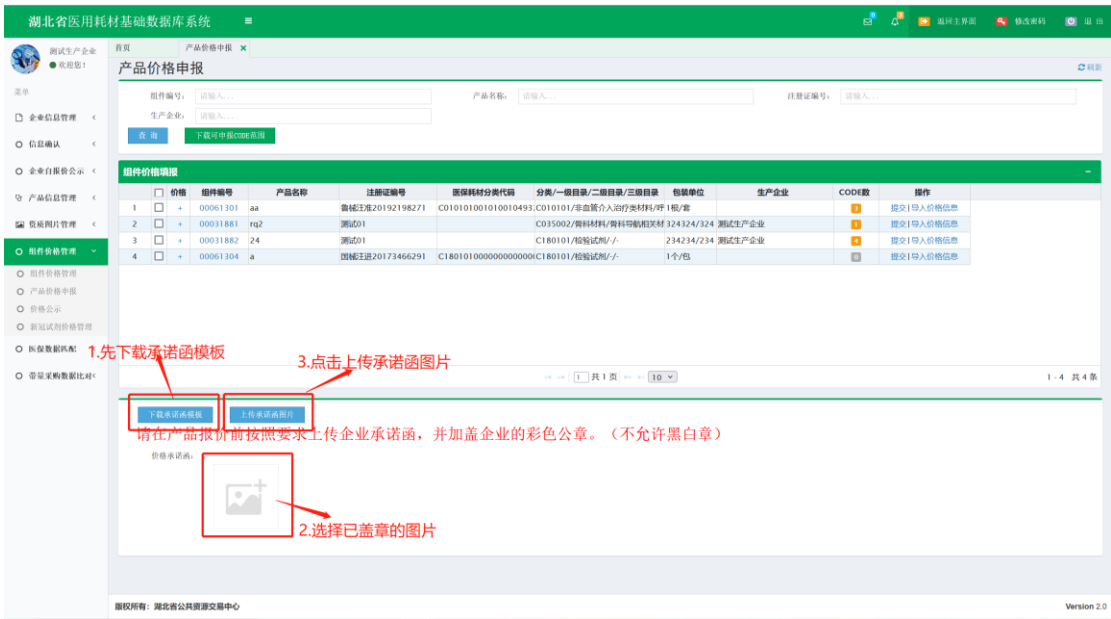 湖北省医用耗材基础数据库系统 返回主界面 修改密码 退 出
测试生产企业
欢迎您!
首页 产品价格申报 ×
产品价格申报 刷新
菜单
组件编号: 请输入... 产品名称: 请输入... 注册证编号: 请输入...
生产企业: 请输入...
企业信息管理
查 询 下载可申报CODE范围
信息确认
企业自报价公示
组件价格填报
产品信息管理
价格 组件编号 产品名称 注册证编号 医保耗材分类代码 分类/一级目录/二级目录/三级目录 包装单位 生产企业 CODE数 操作
1 + 00061301 aa 鲁械注准20192198271 C0101010010100104933 C010101/非血管介入治疗类材料/呼 1根/套 3 提交|导入价格信息
2 + 00031881 rq2 测试01 C035002/骨科材料/骨科导航相关材 324324/324 测试生产企业 1 提交|导入价格信息
3 + 00031882 24 测试01 C180101/检验试剂/-/- 234234/234 测试生产企业 4 提交|导入价格信息
4 + 00061304 a 国械注进20173466291 C180101/检验试剂/-/- 1个/包 0 提交|导入价格信息
资质图片管理
组件价格管理
组件价格管理
产品价格申报
价格公示
新冠试剂价格管理
医保数据匹配
带量采购数据比对
1.先下载承诺函模板
3.点击上传承诺函图片
1 共 1 页 10 1 - 4 共 4 条
下载承诺函模板 上传承诺函图片
请在产品报价前按照要求上传企业承诺函，并加盖企业的彩色公章。（不允许黑白章）
价格承诺函:
2.选择已盖章的图片
版权所有: 湖北省公共资源交易中心 Version 2.0